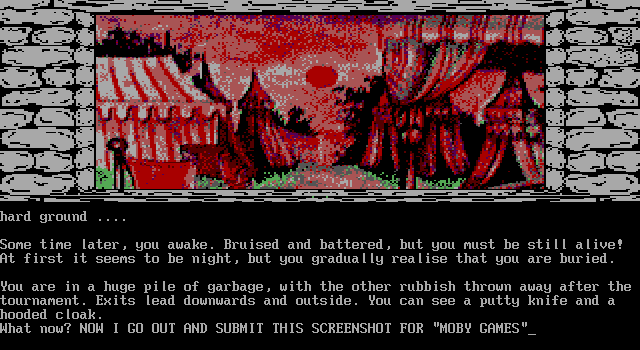 hard ground ....
Some time later, you awake. Bruised and battered, but you must be still alive!
At first it seems to be night, but you gradually realise that you are buried.
You are in a huge pile of garbage, with the other rubbish thrown away after the
tournament. Exits lead downwards and outside. You can see a putty knife and a
hooded cloak.
What now? NOW I GO OUT AND SUBMIT THIS SCREENSHOT FOR "MOBY GAMES"_